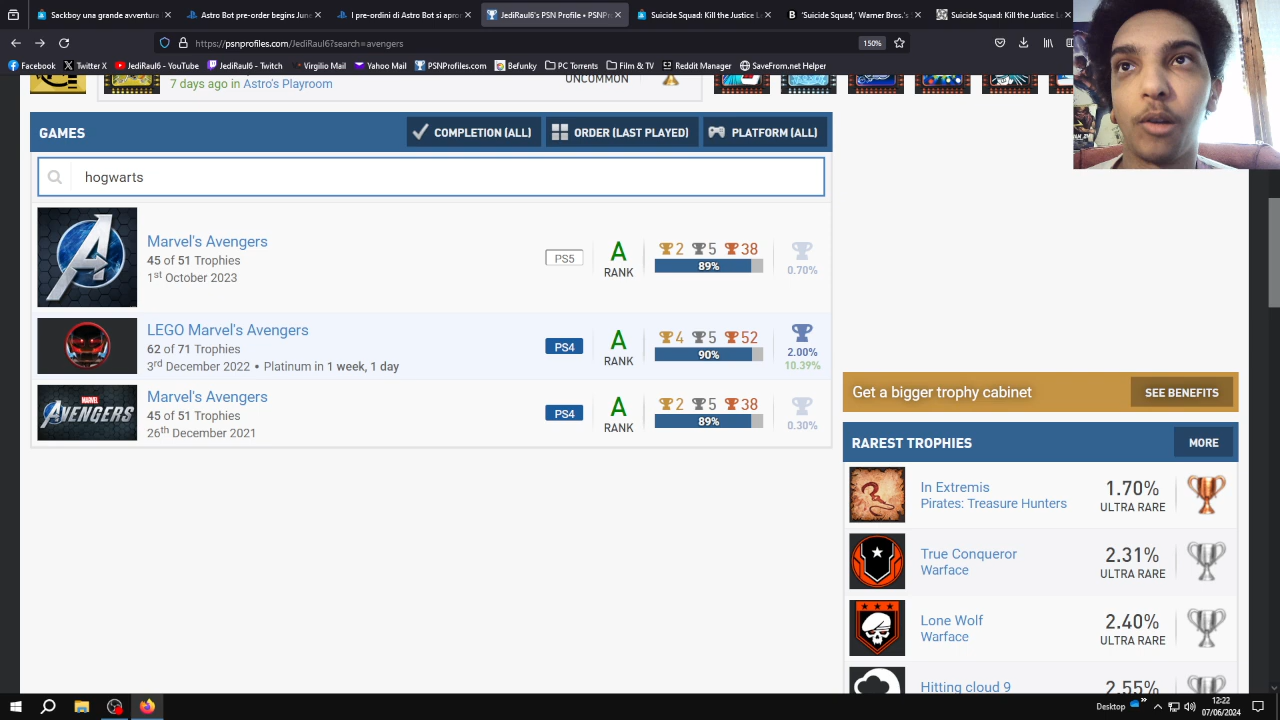 Sackboy una grande avventura
Astro Bot pre-order begins June
I pre-ordini di Astro Bot si apro
JediRaul6's PSN Profile • PSNPr
Suicide Squad: Kill the Justice L
'Suicide Squad,' Warner Bros.'s
Suicide Squad: Kill the Justice L
https://psnprofiles.com/JediRaul6?search=avengers
150%
Facebook
Twitter X
JediRaul6 - YouTube
JediRaul6 - Twitch
Virgilio Mail
Yahoo Mail
PSNProfiles.com
Befunky
PC Torrents
Film & TV
Reddit Manager
SaveFrom.net Helper
7 days ago in Astro's Playroom
UNCOMMON
GAMES
COMPLETION (ALL)
ORDER (LAST PLAYED)
PLATFORM (ALL)
hogwarts
Marvel's Avengers
45 of 51 Trophies
1st October 2023
PS5
A
RANK
2 5 38
89%
0.70%
LEGO Marvel's Avengers
62 of 71 Trophies
3rd December 2022 • Platinum in 1 week, 1 day
PS4
A
RANK
4 5 52
90%
2.00%
10.39%
MARVEL
AVENGERS
Marvel's Avengers
45 of 51 Trophies
26th December 2021
PS4
A
RANK
2 5 38
89%
0.30%
Get a bigger trophy cabinet
SEE BENEFITS
RAREST TROPHIES
MORE
In Extremis
Pirates: Treasure Hunters
1.70%
ULTRA RARE
True Conqueror
Warface
2.31%
ULTRA RARE
Lone Wolf
Warface
2.40%
ULTRA RARE
Hitting cloud 9
2.55%
Desktop
12:22
07/06/2024